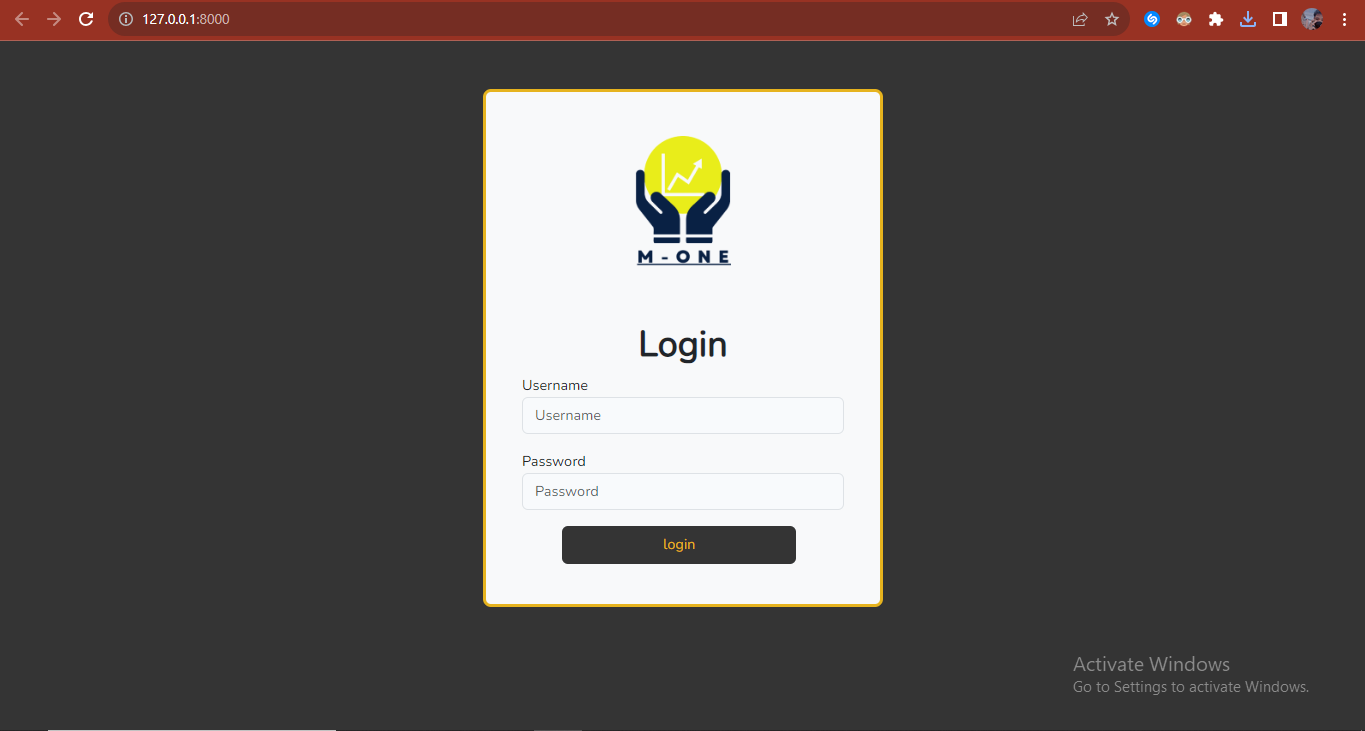 127.0.0.1:8000
M-ONE
Login
Username
Username
Password
Password
login
Activate Windows
Go to Settings to activate Windows.